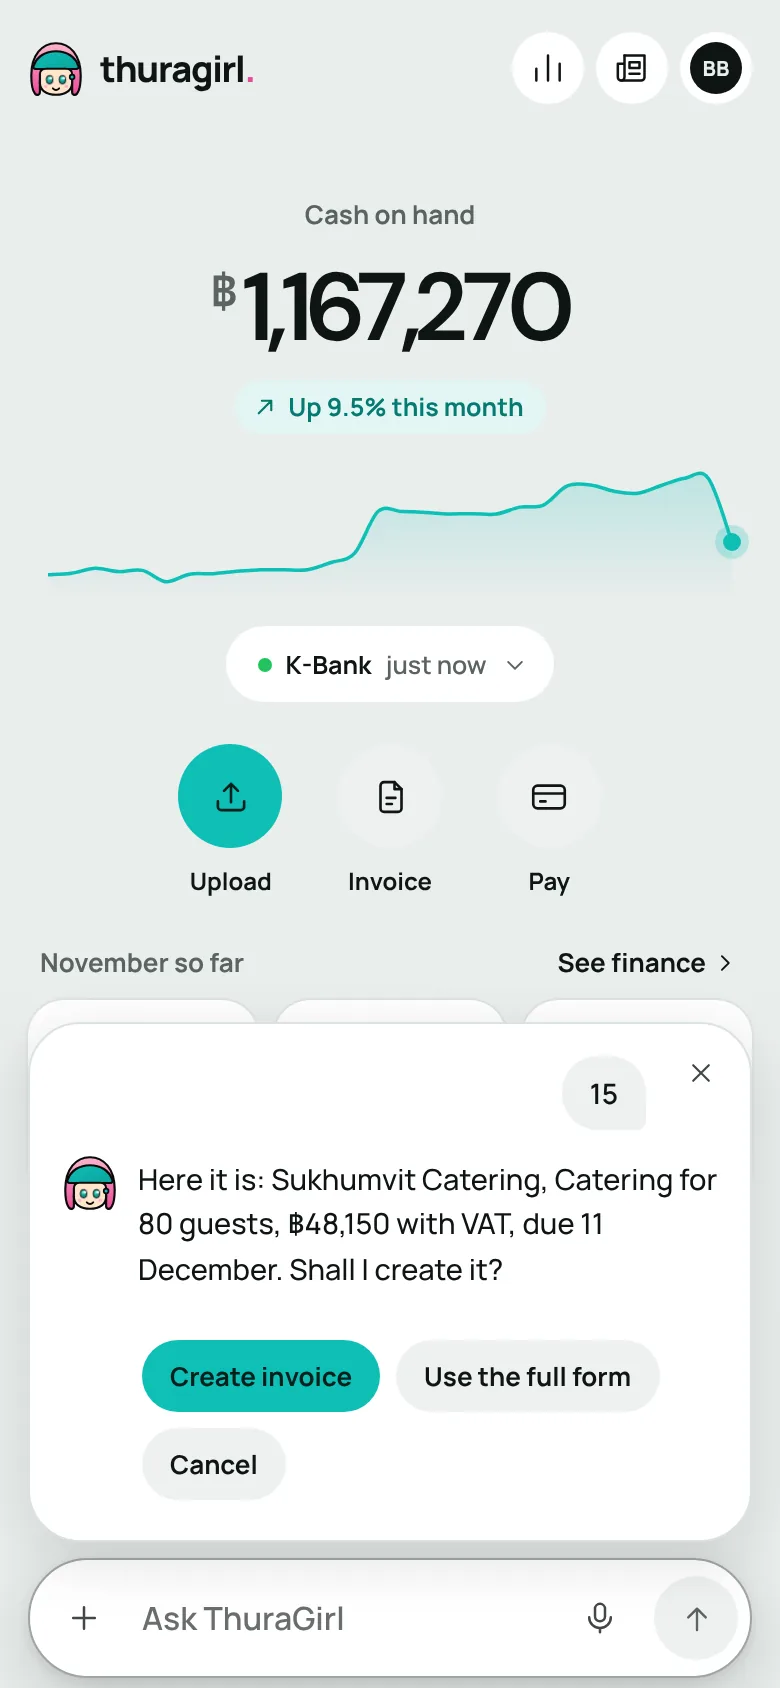 thuragirl.
BB
Cash on hand
฿1,167,270
Up 9.5% this month
K-Bank just now
Upload
Invoice
Pay
November so far
See finance
15
Here it is: Sukhumvit Catering, Catering for
80 guests, ฿48,150 with VAT, due 11
December. Shall I create it?
Create invoice
Use the full form
Cancel
Ask ThuraGirl